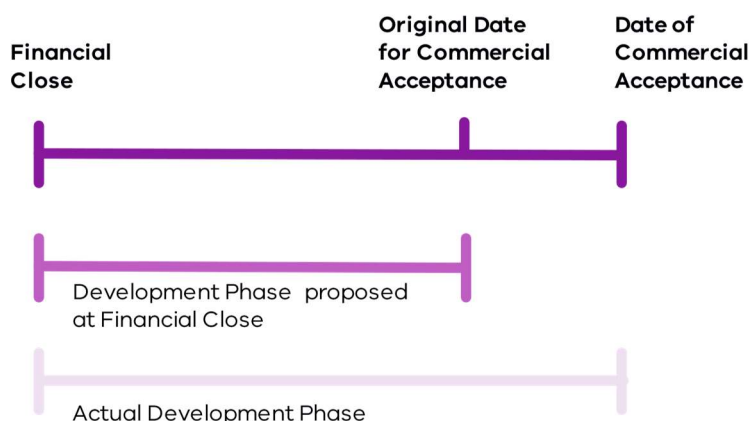 Financial
Close
Original Date
for Commercial
Acceptance
Date of
Commercial
Acceptance
Development Phase proposed
at Financial Close
Actual Development Phase